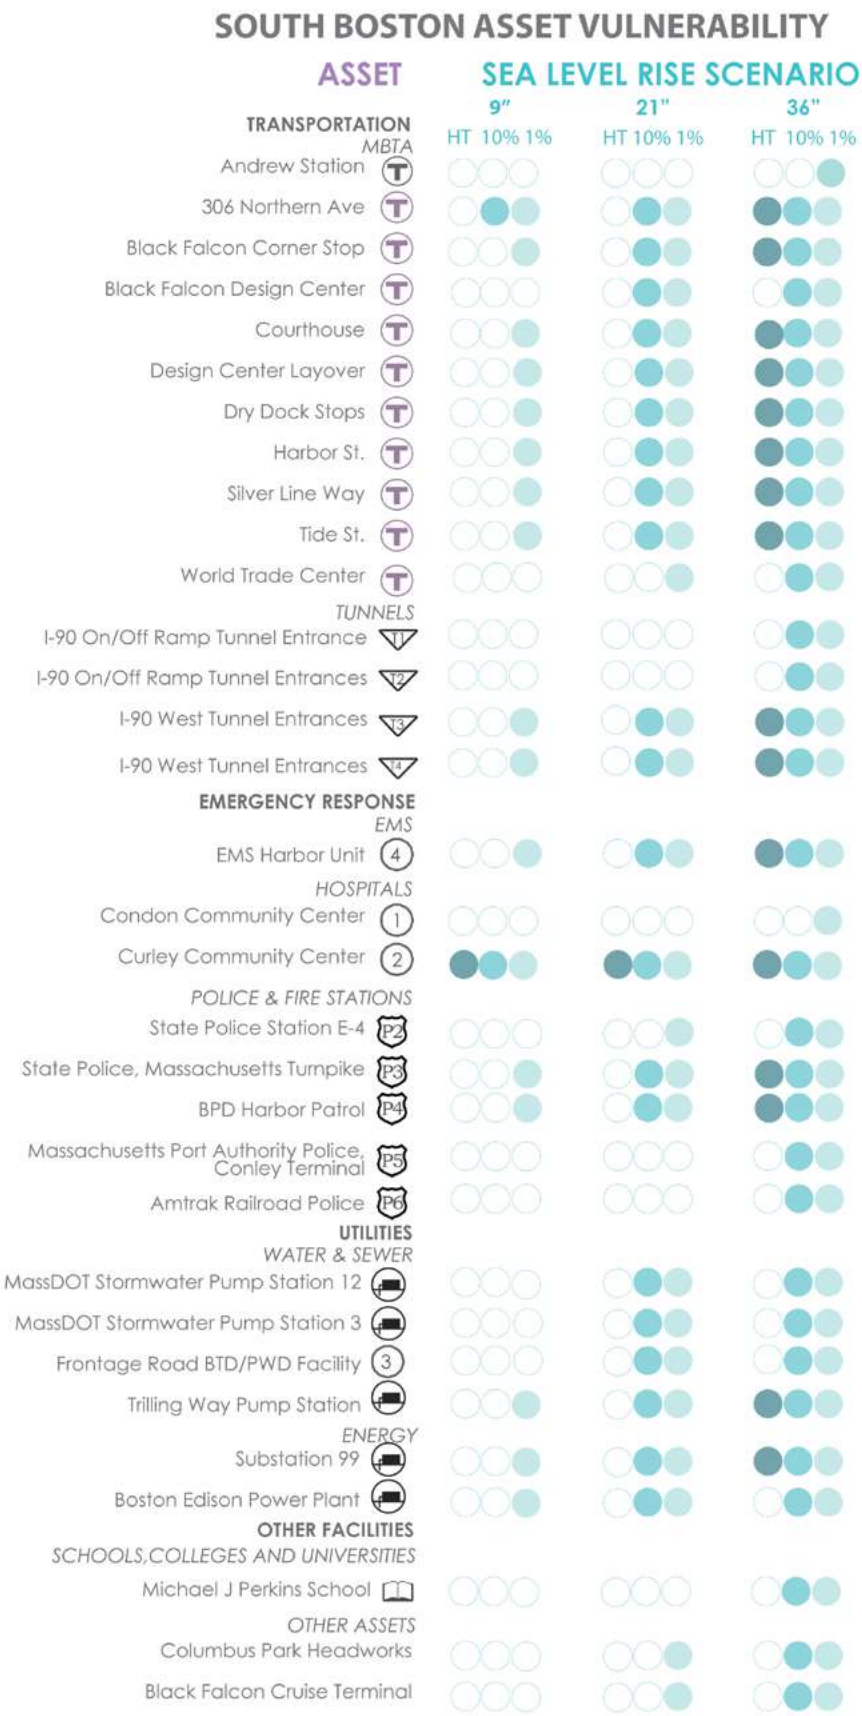 SOUTH BOSTON ASSET VULNERABILITY
ASSET SEA LEVEL RISE SCENARIO
9” 21” 36”
TRANSPORTATION HT 10% 1% HT 10% 1% HT 10% 1%
MBTA
Andrew Station T
306 Northern Ave T
Black Falcon Corner Stop T
Black Falcon Design Center T
Courthouse T
Design Center Layover T
Dry Dock Stops T
Harbor St. T
Silver Line Way T
Tide St. T
World Trade Center T
TUNNELS
I-90 On/Off Ramp Tunnel Entrance T1
I-90 On/Off Ramp Tunnel Entrances T2
I-90 West Tunnel Entrances T3
I-90 West Tunnel Entrances T4
EMERGENCY RESPONSE
EMS
EMS Harbor Unit 4
HOSPITALS
Condon Community Center 1
Curley Community Center 2
POLICE & FIRE STATIONS
State Police Station E-4 P2
State Police, Massachusetts Turnpike P3
BPD Harbor Patrol P4
Massachusetts Port Authority Police,
Conley Terminal P5
Amtrak Railroad Police P6
UTILITIES
WATER & SEWER
MassDOT Stormwater Pump Station 12
MassDOT Stormwater Pump Station 3
Frontage Road BTD/PWD Facility 3
Trilling Way Pump Station
ENERGY
Substation 99
Boston Edison Power Plant
OTHER FACILITIES
SCHOOLS,COLLEGES AND UNIVERSITIES
Michael J Perkins School
OTHER ASSETS
Columbus Park Headworks
Black Falcon Cruise Terminal